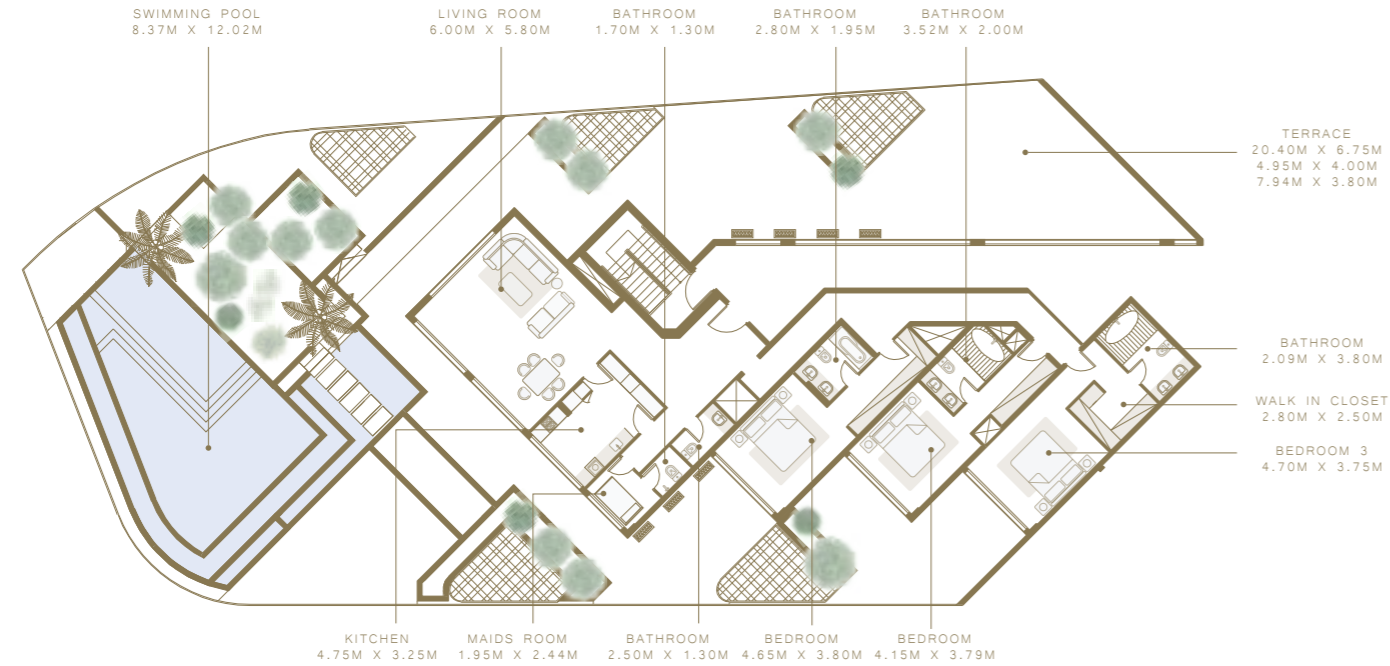 SWIMMING POOL
8.37M X 12.02M
LIVING ROOM
6.00M X 5.80M
BATHROOM
1.70M X 1.30M
BATHROOM
2.80M X 1.95M
BATHROOM
3.52M X 2.00M
TERRACE
20.40M X 6.75M
4.95M X 4.00M
7.94M X 3.80M
BATHROOM
2.09M X 3.80M
WALK IN CLOSET
2.80M X 2.50M
BEDROOM 3
4.70M X 3.75M
KITCHEN
4.75M X 3.25M
MAIDS ROOM
1.95M X 2.44M
BATHROOM
2.50M X 1.30M
BEDROOM
4.65M X 3.80M
BEDROOM
4.15M X 3.79M